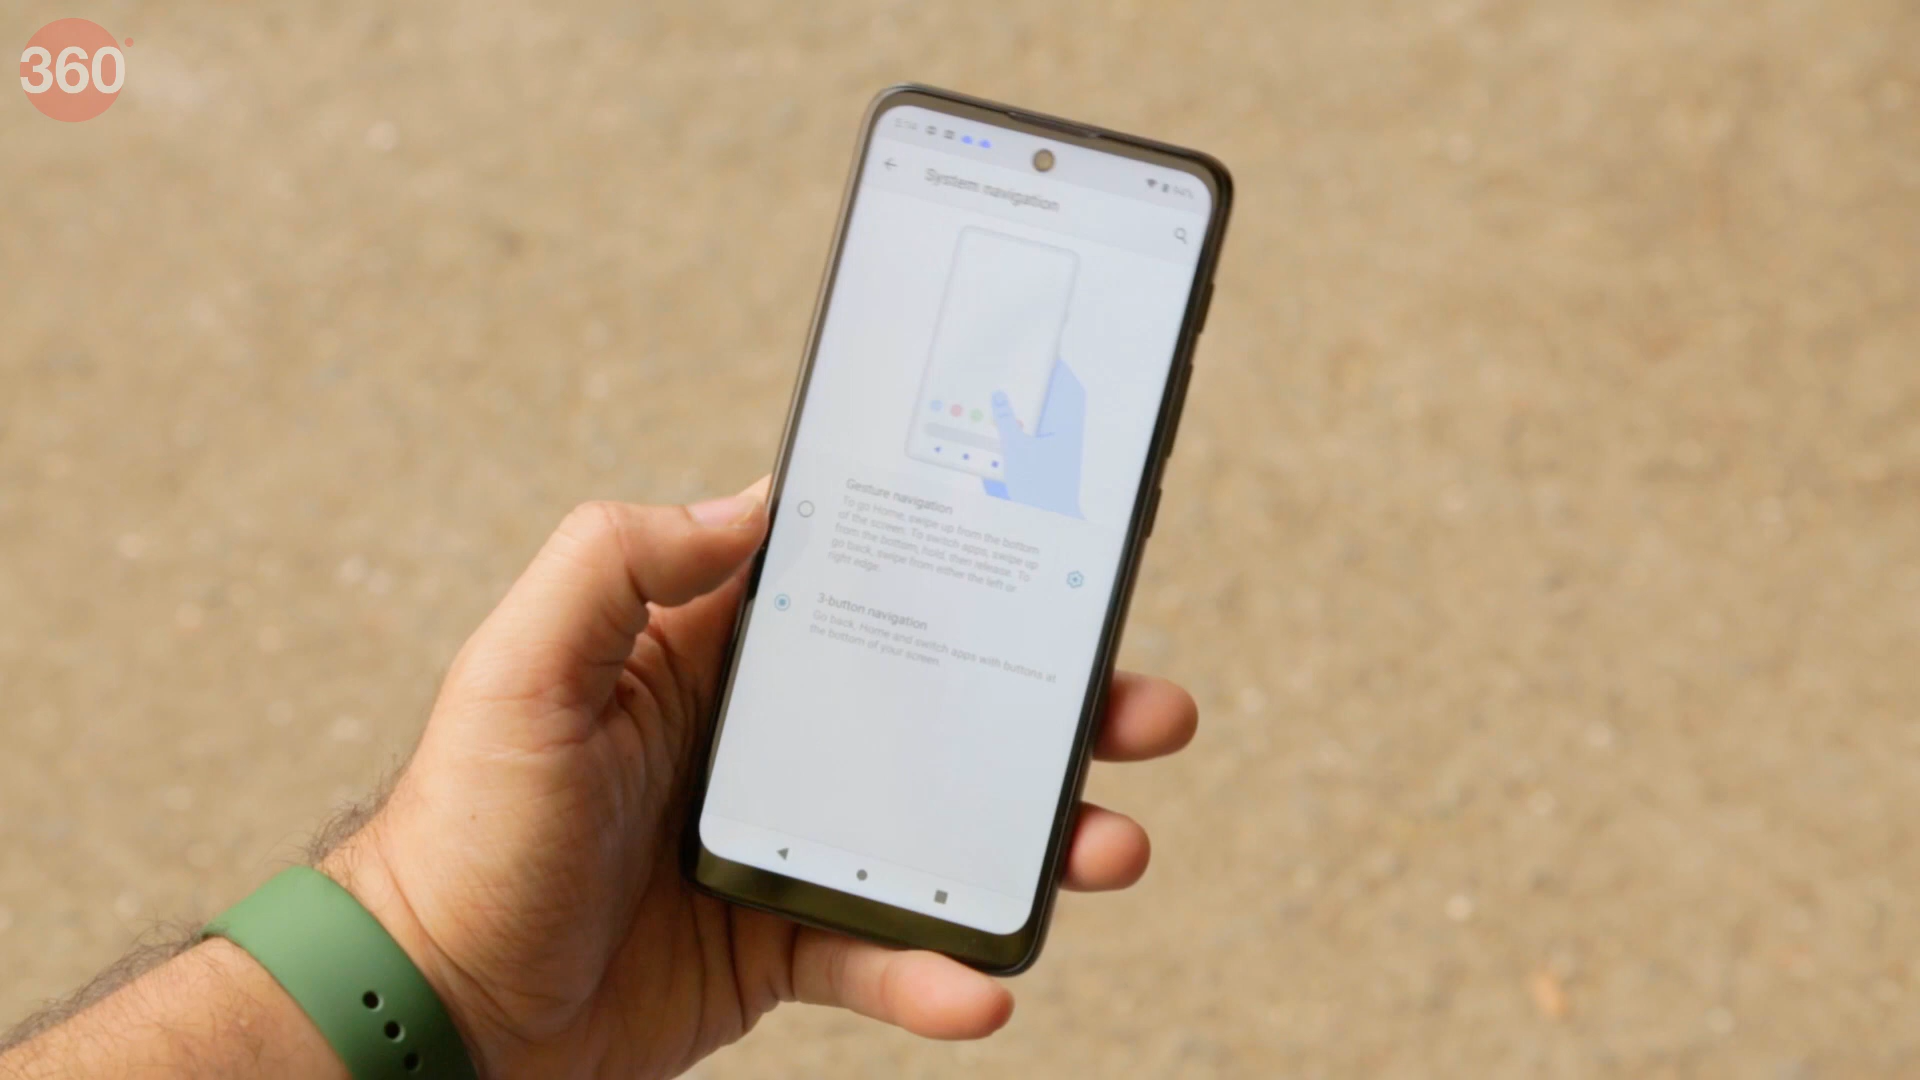 360
5:14
System navigation
Gesture navigation
To go Home, swipe up from the bottom
of the screen. To switch apps, swipe up
from the bottom, hold, then release. To
go back, swipe from either the left or
right edge.
3-button navigation
Go back, Home and switch apps with buttons at
the bottom of your screen.